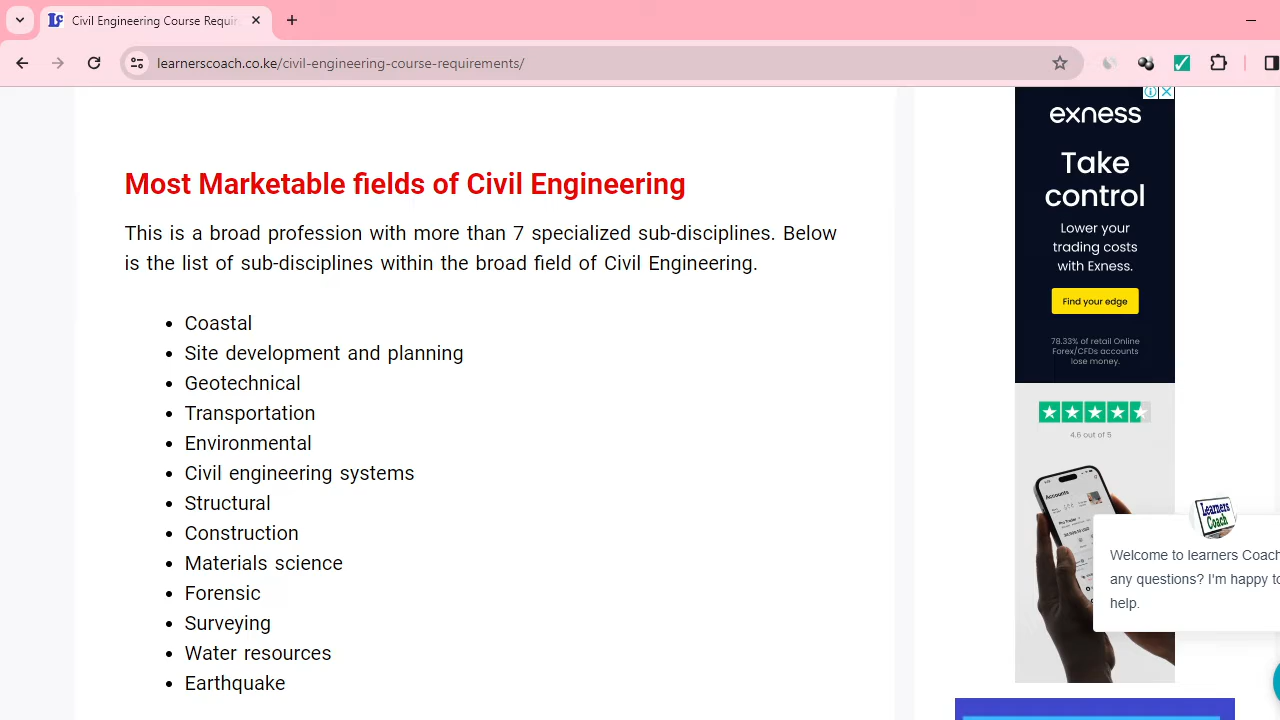 Civil Engineering Course Requir
learnerscoach.co.ke/civil-engineering-course-requirements/
Most Marketable fields of Civil Engineering
This is a broad profession with more than 7 specialized sub-disciplines. Below
is the list of sub-disciplines within the broad field of Civil Engineering.
Coastal
Site development and planning
Geotechnical
Transportation
Environmental
Civil engineering systems
Structural
Construction
Materials science
Forensic
Surveying
Water resources
Earthquake
exness
Take
control
Lower your
trading costs
with Exness.
Find your edge
78.33% of retail Online
Forex/CFDs accounts
lose money.
4.6 out of 5
Accounts
Learners
Coach
Welcome to learners Coach
any questions? I'm happy to
help.